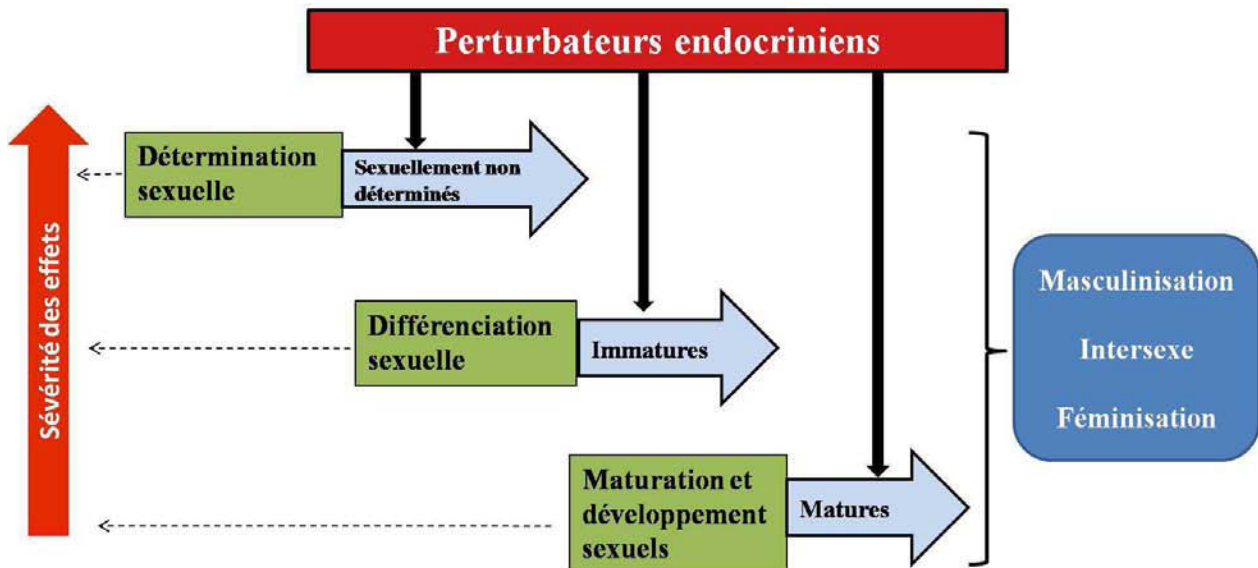 Perturbateurs endocriniens
Sévérité des effets
Détermination
sexuelle
Sexuellement non
déterminés
Différenciation
sexuelle
Immatures
Maturation et
développement
sexuels
Matures
Masculinisation
Intersexe
Féminisation